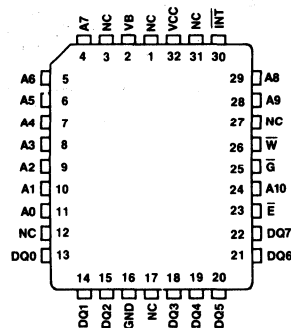 A7 NC VB NC VCC NC I̅N̅T̅
4 3 2 1 32 31 30
A6 5 29 A8
A5 6 28 A9
A4 7 27 NC
A3 8 26 W̅
A2 9 25 G̅
A1 10 24 A10
A0 11 23 E̅
NC 12 22 DQ7
DQ0 13 21 DQ6
14 15 16 17 18 19 20
DQ1 DQ2 GND NC DQ3 DQ4 DQ5